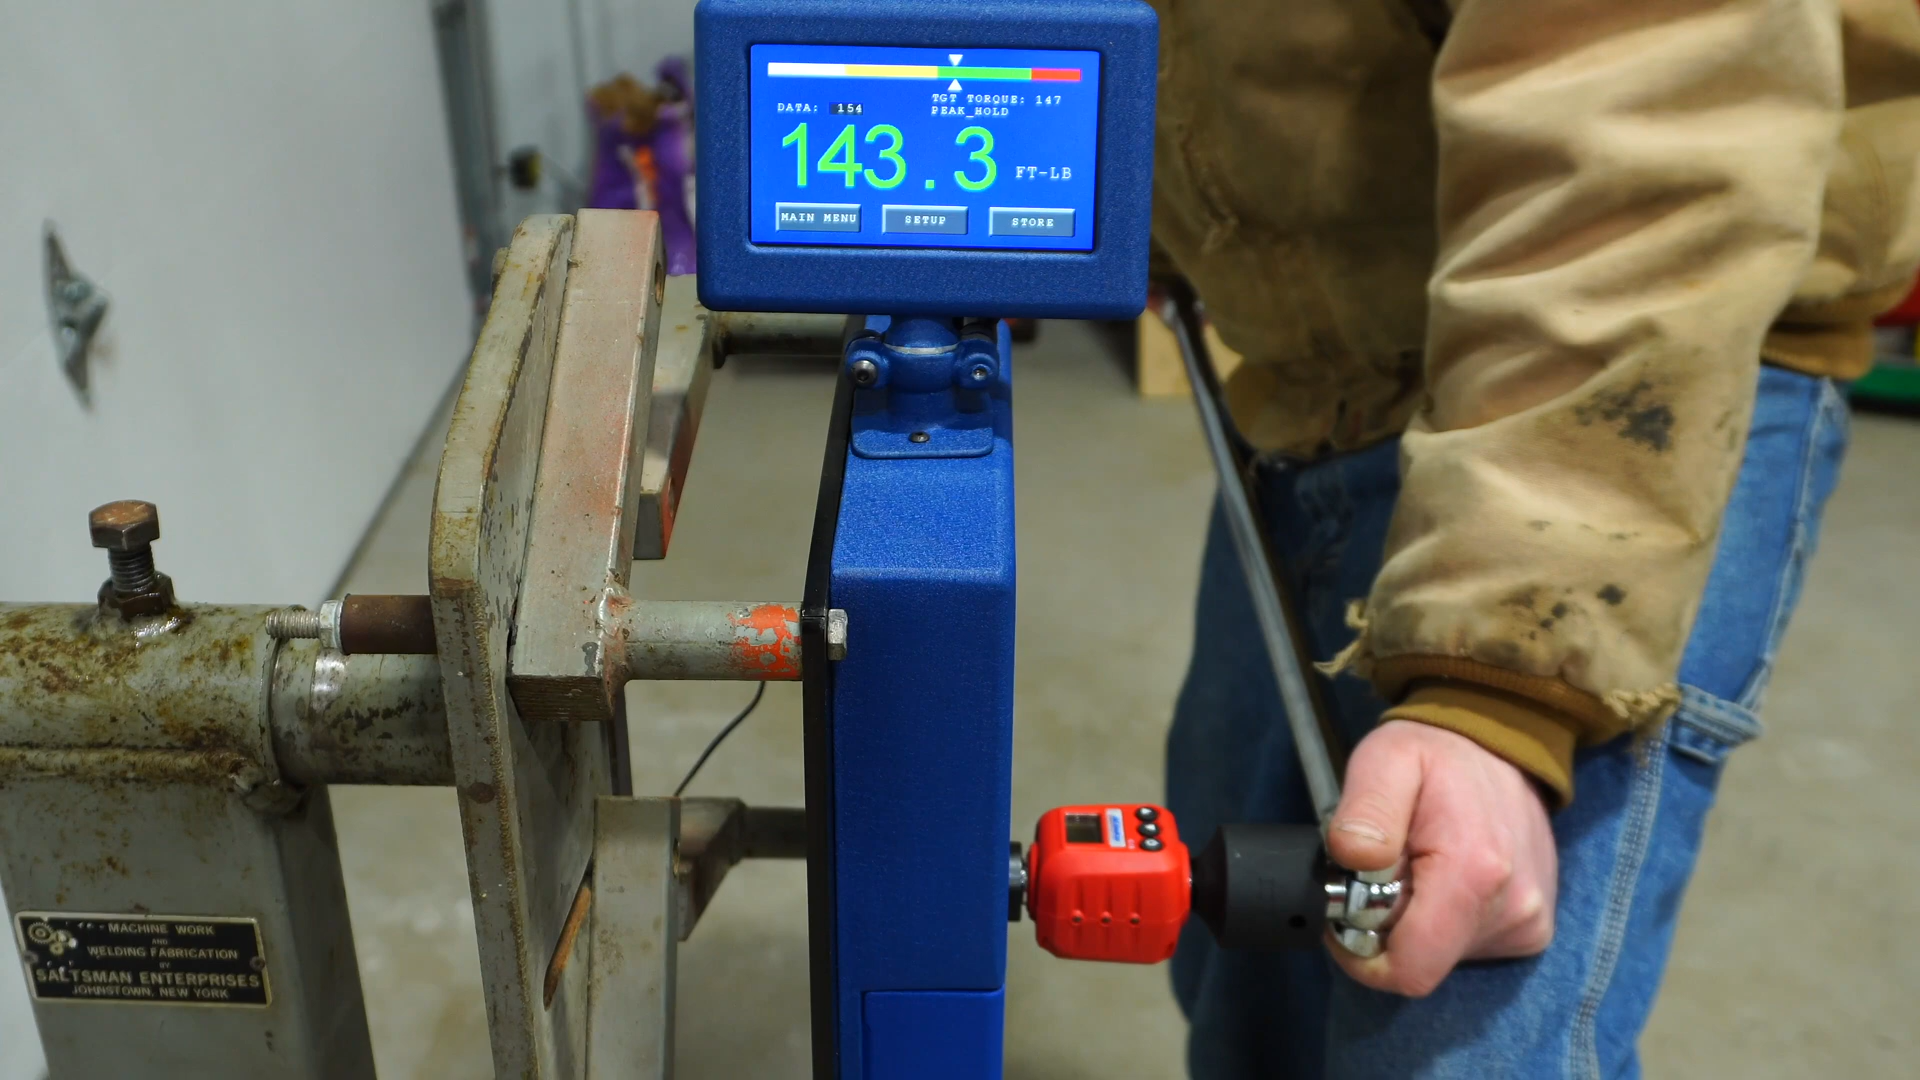 TGT TORQUE: 147
DATA: 154
PEAK_HOLD
143.3 FT-LB
MAIN MENU
SETUP
STORE
MACHINE WORK
AND
WELDING FABRICATION
BY
SALTSMAN ENTERPRISES
JOHNSTOWN, NEW YORK